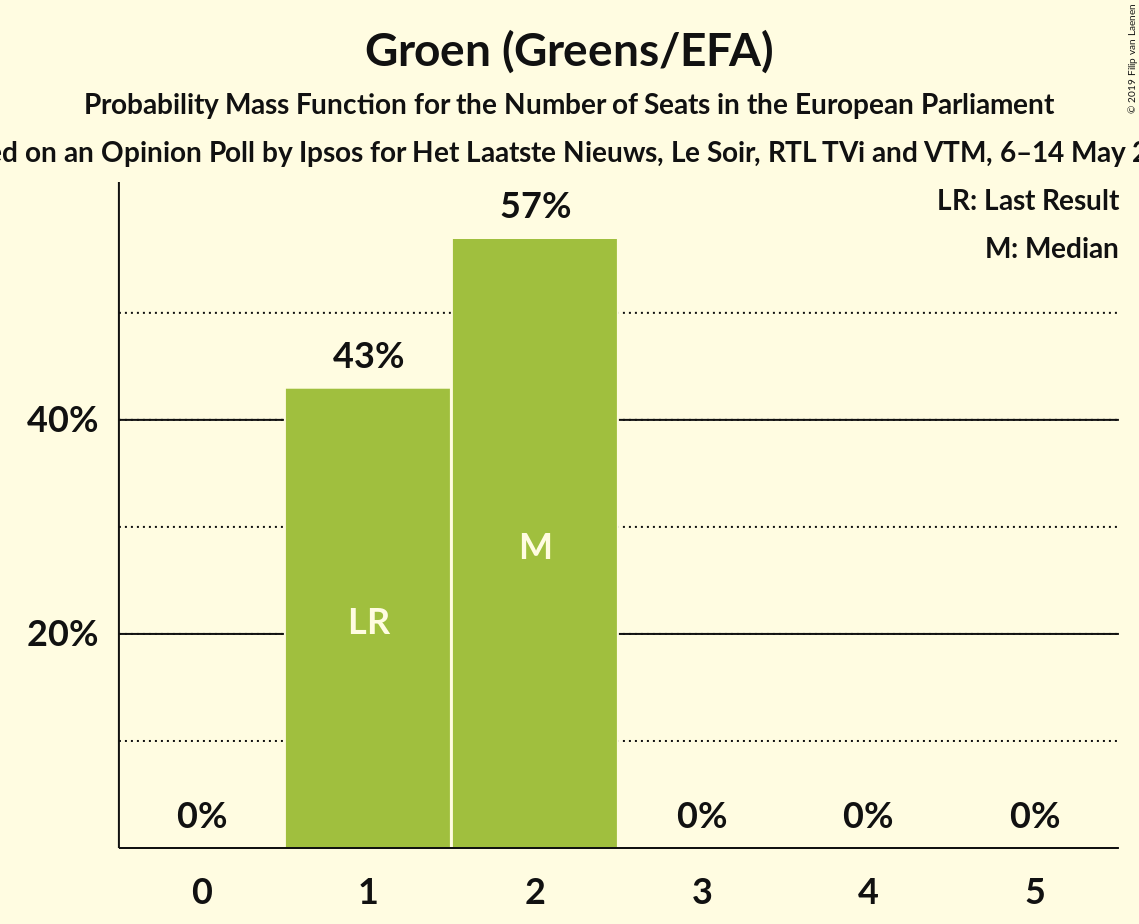 Groen (Greens/EFA)
Probability Mass Function for the Number of Seats in the European Parliament
on an Opinion Poll by Ipsos for Het Laatste Nieuws, Le Soir, RTL TVi and VTM, 6–14 May
© 2019 Filip van Laenen
LR: Last Result
M: Median
57%
43%
40%
M
LR
20%
0%
0%
0%
0%
0 1 2 3 4 5